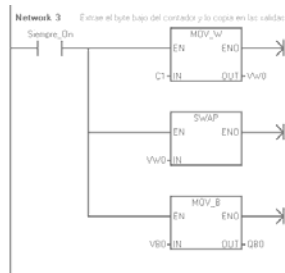 Network 3 Extrae el byte bajo del contador y lo copia en las salidas
Siempre_On
MOV_W
EN ENO
C1 IN OUT VW0
SWAP
EN ENO
VW0 IN
MOV_B
EN ENO
VB0 IN OUT QB0